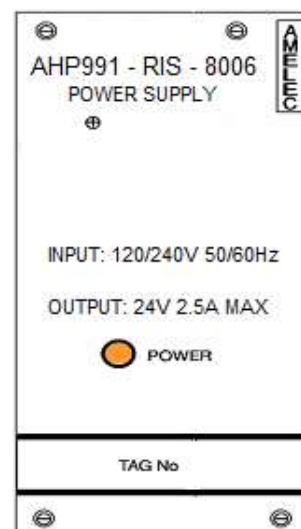 AMELEC
AHP991 - RIS - 8006
POWER SUPPLY
INPUT: 120/240V 50/60Hz
OUTPUT: 24V 2.5A MAX
POWER
TAG No